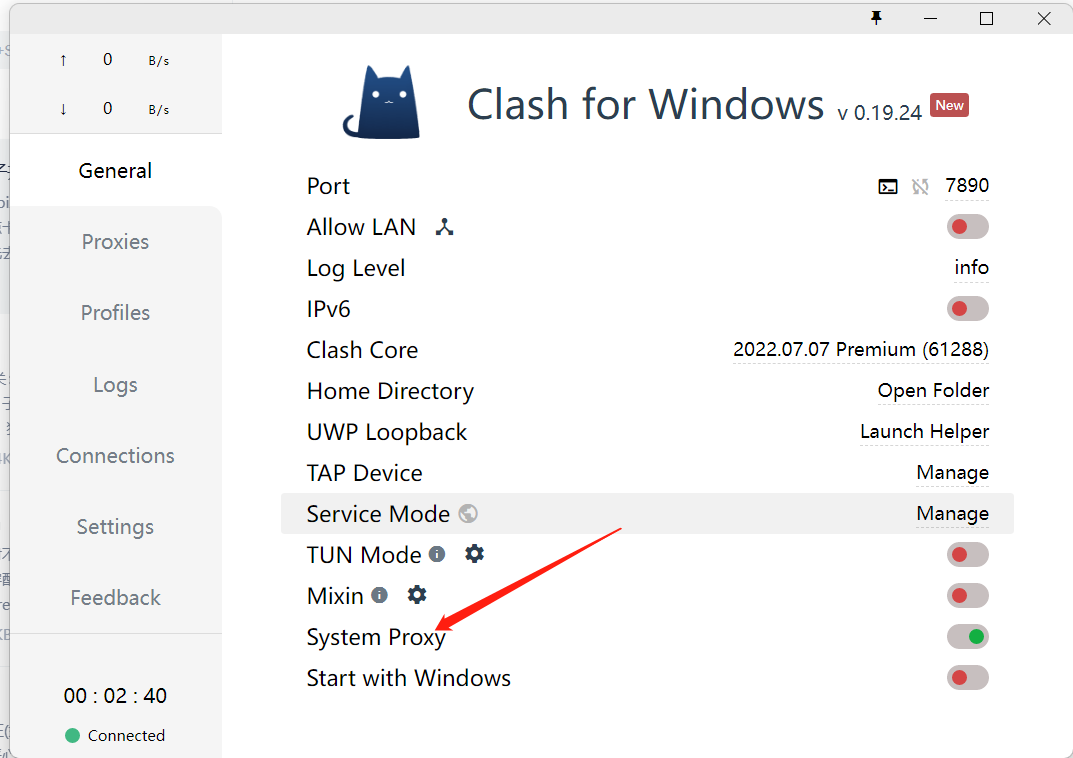 ↑ 0 B/s
↓ 0 B/s
General
Proxies
Profiles
Logs
Connections
Settings
Feedback
00 : 02 : 40
Connected
Clash for Windows v 0.19.24 New
Port 7890
Allow LAN
Log Level info
IPv6
Clash Core 2022.07.07 Premium (61288)
Home Directory Open Folder
UWP Loopback Launch Helper
TAP Device Manage
Service Mode Manage
TUN Mode
Mixin
System Proxy
Start with Windows